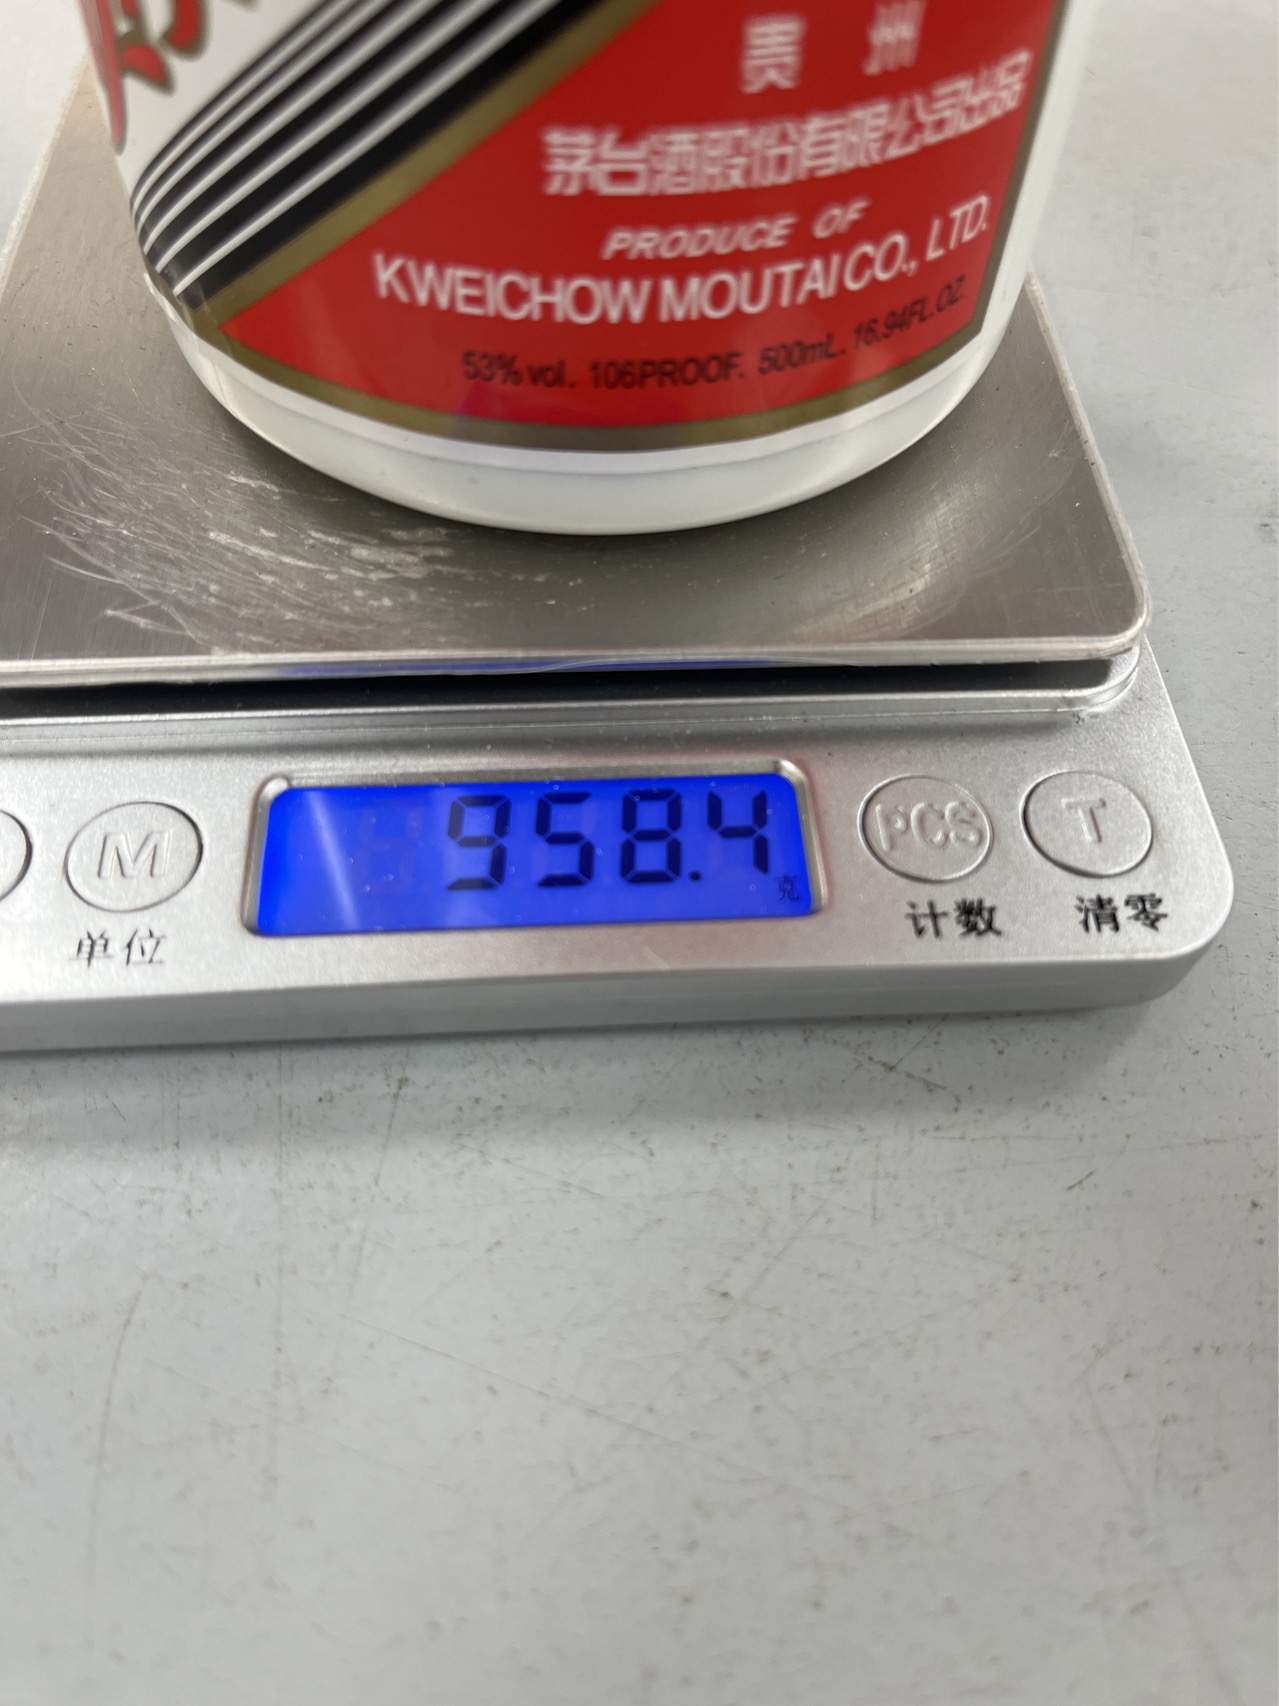 贵州
茅台酒股份有限公司出品
PRODUCE OF
KWEICHOW MOUTAI CO., LTD.
53% vol. 106PROOF. 500mL. 16.94FL.OZ.
958.4
克
M
PCS
T
单位
计数
清零